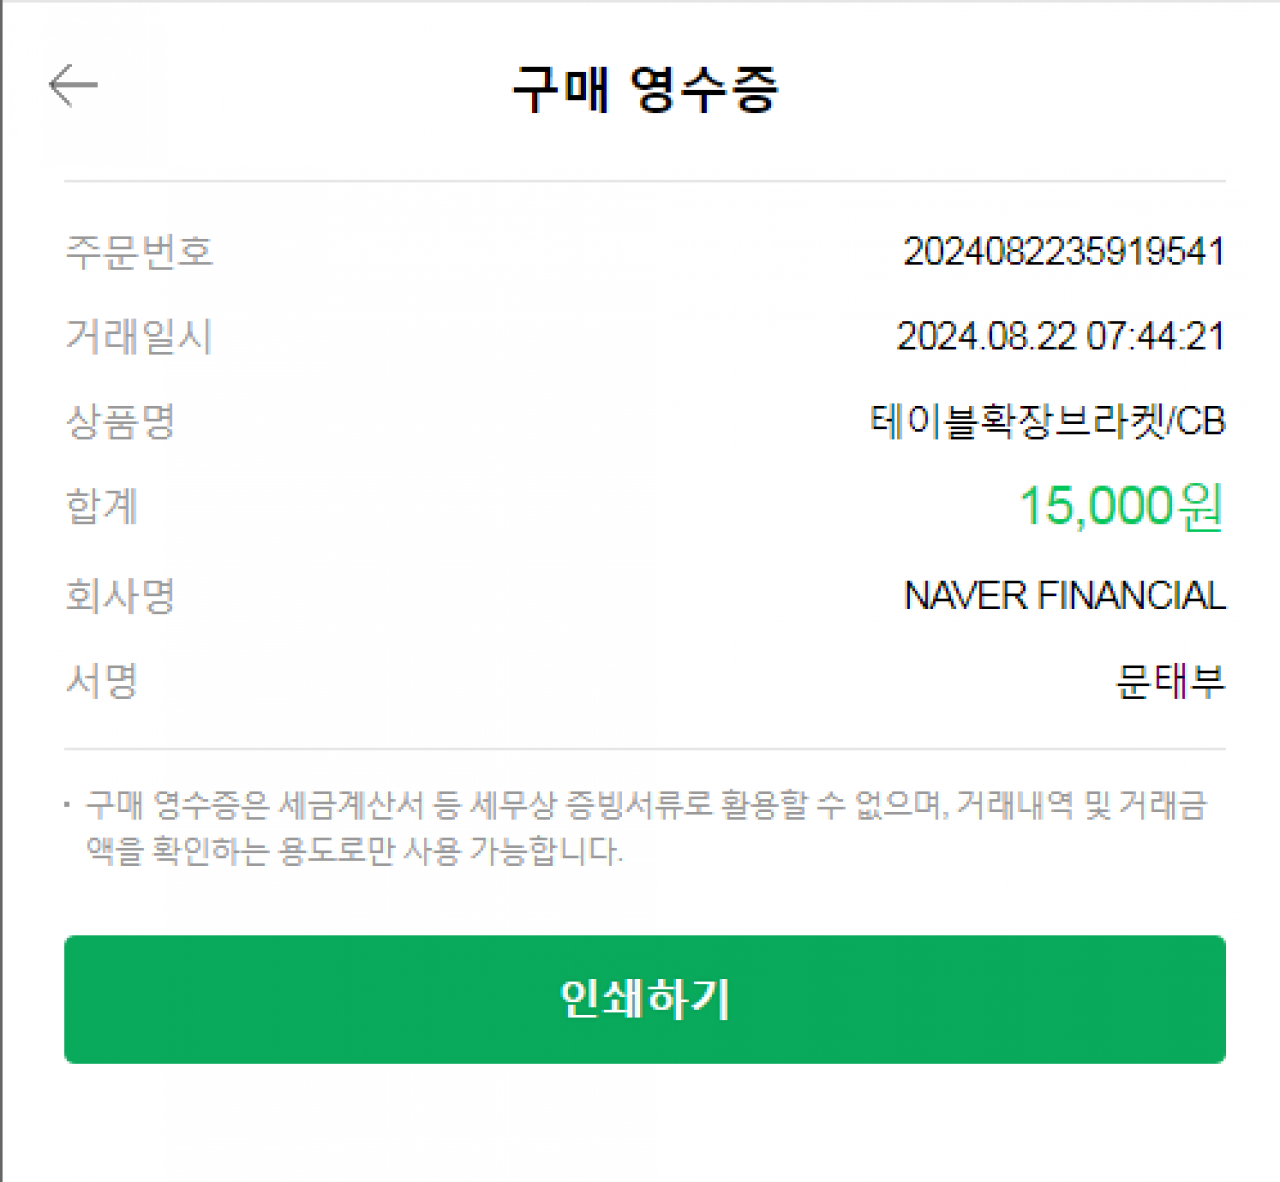 구매 영수증
주문번호 2024082235919541
거래일시 2024.08.22 07:44:21
상품명 테이블확장브라켓/CB
합계 15,000원
회사명 NAVER FINANCIAL
서명 문태부
· 구매 영수증은 세금계산서 등 세무상 증빙서류로 활용할 수 없으며, 거래내역 및 거래금
액을 확인하는 용도로만 사용 가능합니다.
인쇄하기